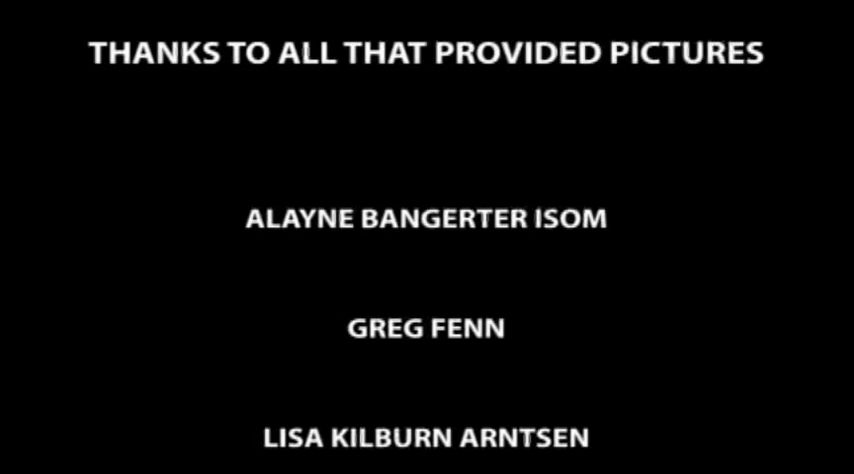 THANKS TO ALL THAT PROVIDED PICTURES
ALAYNE BANGERTER ISOM
GREG FENN
LISA KILBURN ARNTSEN